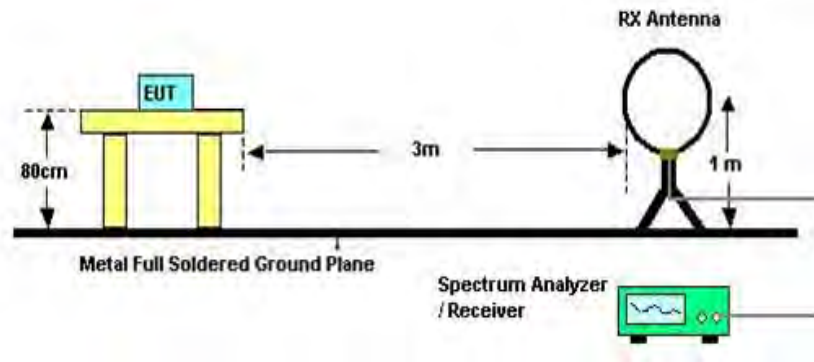 RX Antenna
EUT
3m
80cm
1 m
Metal Full Soldered Ground Plane
Spectrum Analyzer
/ Receiver